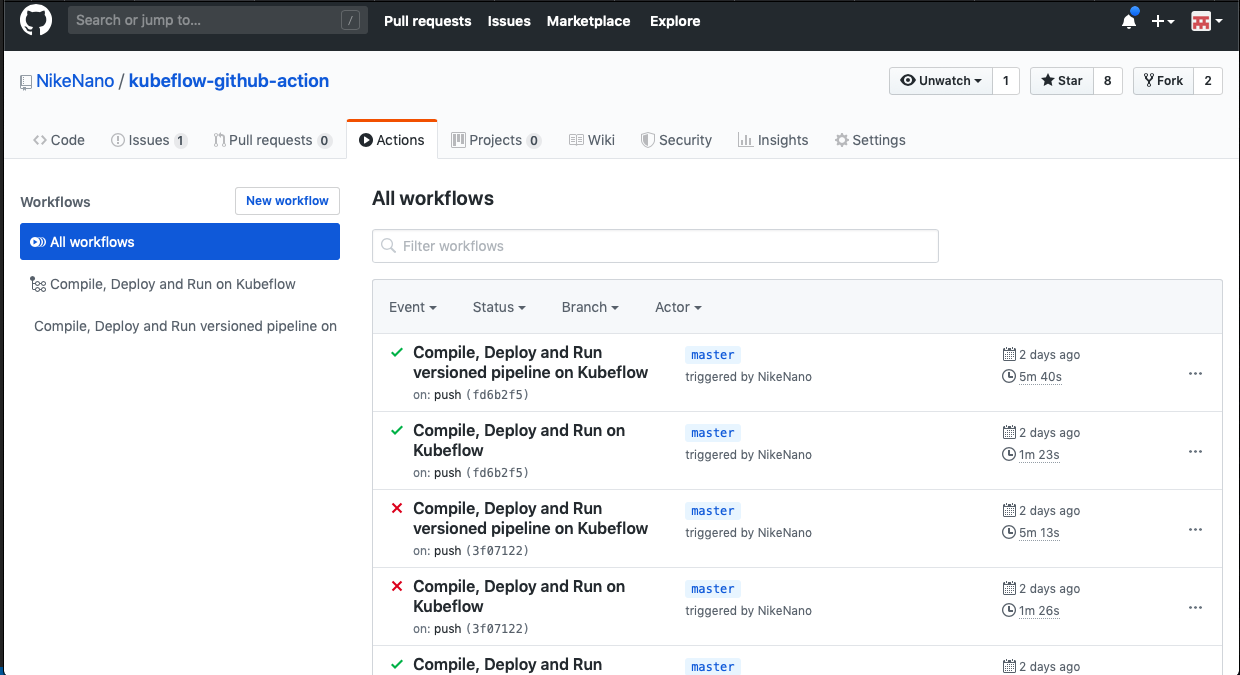 Search or jump to... /
Pull requests Issues Marketplace Explore
NikeNano / kubeflow-github-action
Unwatch 1 Star 8 Fork 2
Code Issues 1 Pull requests 0 Actions Projects 0 Wiki Security Insights Settings
Workflows New workflow
All workflows
Compile, Deploy and Run on Kubeflow
Compile, Deploy and Run versioned pipeline on
All workflows
Filter workflows
Event Status Branch Actor
Compile, Deploy and Run
versioned pipeline on Kubeflow
on: push (fd6b2f5)
master
triggered by NikeNano
2 days ago
5m 40s
Compile, Deploy and Run on
Kubeflow
on: push (fd6b2f5)
master
triggered by NikeNano
2 days ago
1m 23s
Compile, Deploy and Run
versioned pipeline on Kubeflow
on: push (3f07122)
master
triggered by NikeNano
2 days ago
5m 13s
Compile, Deploy and Run on
Kubeflow
on: push (3f07122)
master
triggered by NikeNano
2 days ago
1m 26s
Compile, Deploy and Run
master
2 days ago